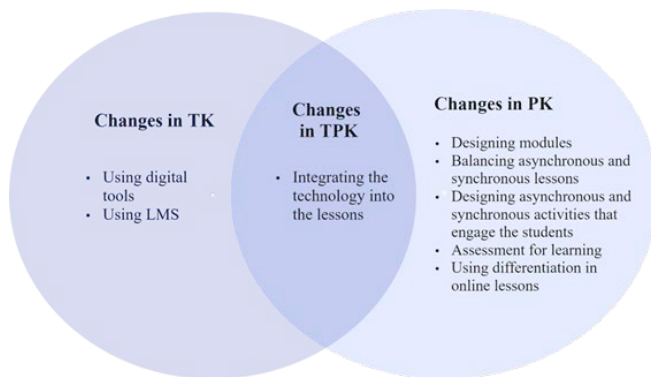 Changes in TK
• Using digital
tools
• Using LMS
Changes
in TPK
• Integrating the
technology into
the lessons
Changes in PK
• Designing modules
• Balancing asynchronous and
synchronous lessons
• Designing asynchronous and
synchronous activities that
engage the students
• Assessment for learning
• Using differentiation in
online lessons